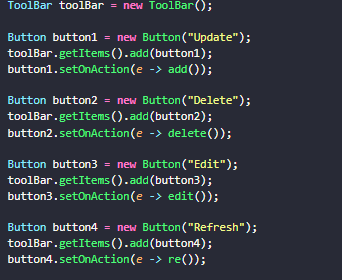 ToolBar toolBar = new ToolBar();
Button button1 = new Button("Update");
toolBar.getItems().add(button1);
button1.setOnAction(e -> add());
Button button2 = new Button("Delete");
toolBar.getItems().add(button2);
button2.setOnAction(e -> delete());
Button button3 = new Button("Edit");
toolBar.getItems().add(button3);
button3.setOnAction(e -> edit());
Button button4 = new Button("Refresh");
toolBar.getItems().add(button4);
button4.setOnAction(e -> re());